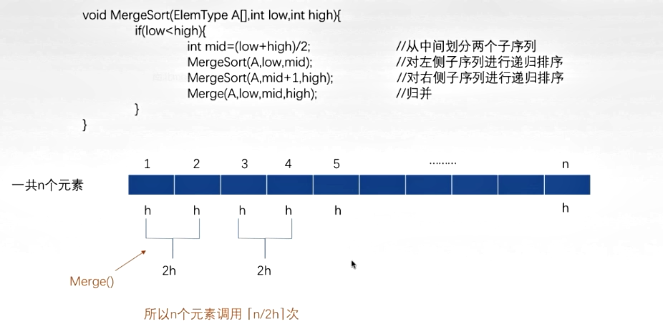 void MergeSort(ElemType A[],int low,int high){
if(low<high){
int mid=(low+high)/2; //从中间划分两个子序列
MergeSort(A,low,mid); //对左侧子序列进行递归排序
MergeSort(A,mid+1,high); //对右侧子序列进行递归排序
Merge(A,low,mid,high); //归并
}
}
1 2 3 4 5 ……… n
一共n个元素
h h h h h h
2h 2h
Merge()
所以n个元素调用⌈n/2h⌉次